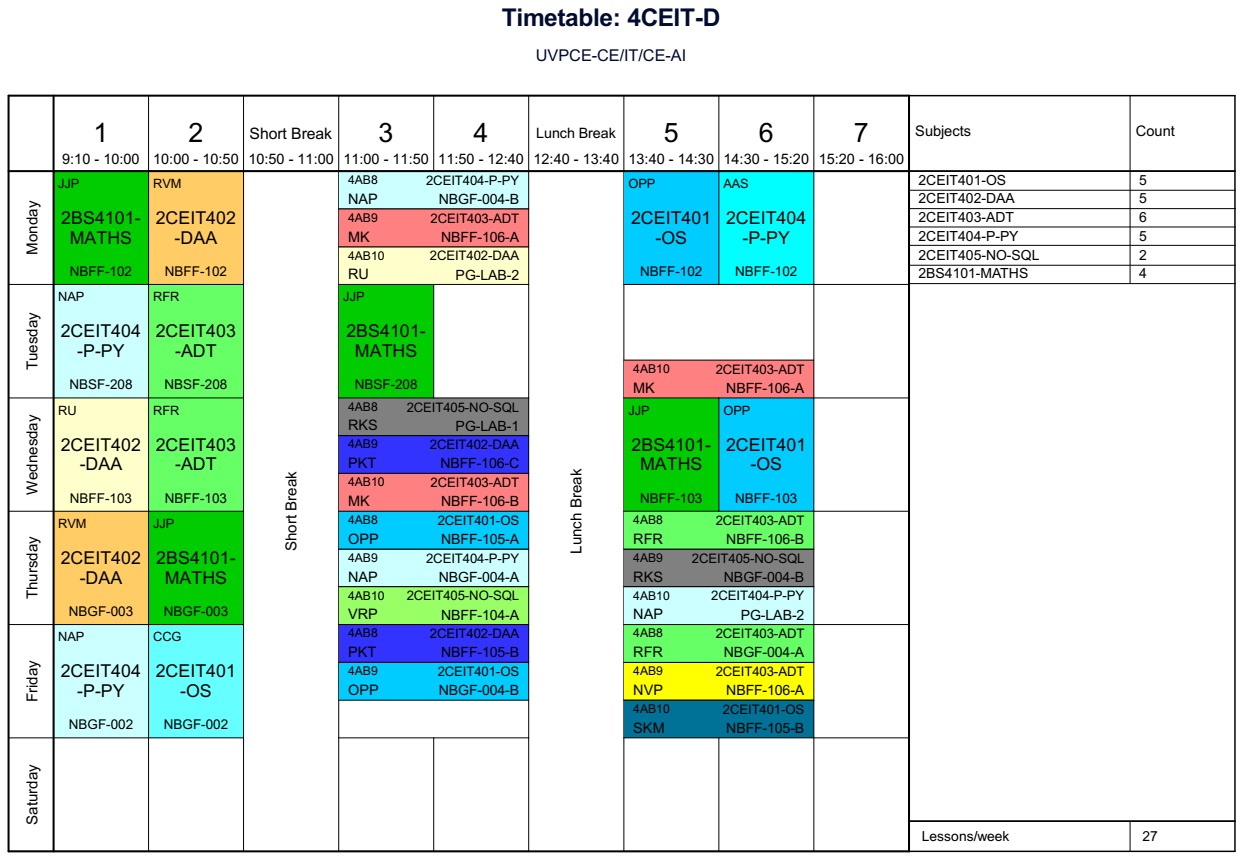 Timetable: 4CEIT-D
UVPCE-CE/IT/CE-AI
1 2 Short Break 3 4 Lunch Break 5 6 7 Subjects Count
9:10 - 10:00 10:00 - 10:50 10:50 - 11:00 11:00 - 11:50 11:50 - 12:40 12:40 - 13:40 13:40 - 14:30 14:30 - 15:20 15:20 - 16:00
Monday
JJP
2BS4101-
MATHS
NBFF-102
RVM
2CEIT402
-DAA
NBFF-102
4AB8 2CEIT404-P-PY
NAP NBGF-004-B
4AB9 2CEIT403-ADT
MK NBFF-106-A
4AB10 2CEIT402-DAA
RU PG-LAB-2
OPP
2CEIT401
-OS
NBFF-102
AAS
2CEIT404
-P-PY
NBFF-102
2CEIT401-OS 5
2CEIT402-DAA 5
2CEIT403-ADT 6
2CEIT404-P-PY 5
2CEIT405-NO-SQL 2
2BS4101-MATHS 4
Tuesday
NAP
2CEIT404
-P-PY
NBSF-208
RFR
2CEIT403
-ADT
NBSF-208
JJP
2BS4101-
MATHS
NBSF-208
4AB10 2CEIT403-ADT
MK NBFF-106-A
Wednesday
RU
2CEIT402
-DAA
NBFF-103
RFR
2CEIT403
-ADT
NBFF-103
4AB8 2CEIT405-NO-SQL
RKS PG-LAB-1
4AB9 2CEIT402-DAA
PKT NBFF-106-C
4AB10 2CEIT403-ADT
MK NBFF-106-B
JJP
2BS4101-
MATHS
NBFF-103
OPP
2CEIT401
-OS
NBFF-103
Short Break
Lunch Break
Thursday
RVM
2CEIT402
-DAA
NBGF-003
JJP
2BS4101-
MATHS
NBGF-003
4AB8 2CEIT401-OS
OPP NBFF-105-A
4AB9 2CEIT404-P-PY
NAP NBGF-004-A
4AB10 2CEIT405-NO-SQL
VRP NBFF-104-A
4AB8 2CEIT403-ADT
RFR NBFF-106-B
4AB9 2CEIT405-NO-SQL
RKS NBGF-004-B
4AB10 2CEIT404-P-PY
NAP PG-LAB-2
Friday
NAP
2CEIT404
-P-PY
NBGF-002
CCG
2CEIT401
-OS
NBGF-002
4AB8 2CEIT402-DAA
PKT NBFF-105-B
4AB9 2CEIT401-OS
OPP NBGF-004-B
4AB8 2CEIT403-ADT
RFR NBGF-004-A
4AB9 2CEIT403-ADT
NVP NBFF-106-A
4AB10 2CEIT401-OS
SKM NBFF-105-B
Saturday
Lessons/week 27